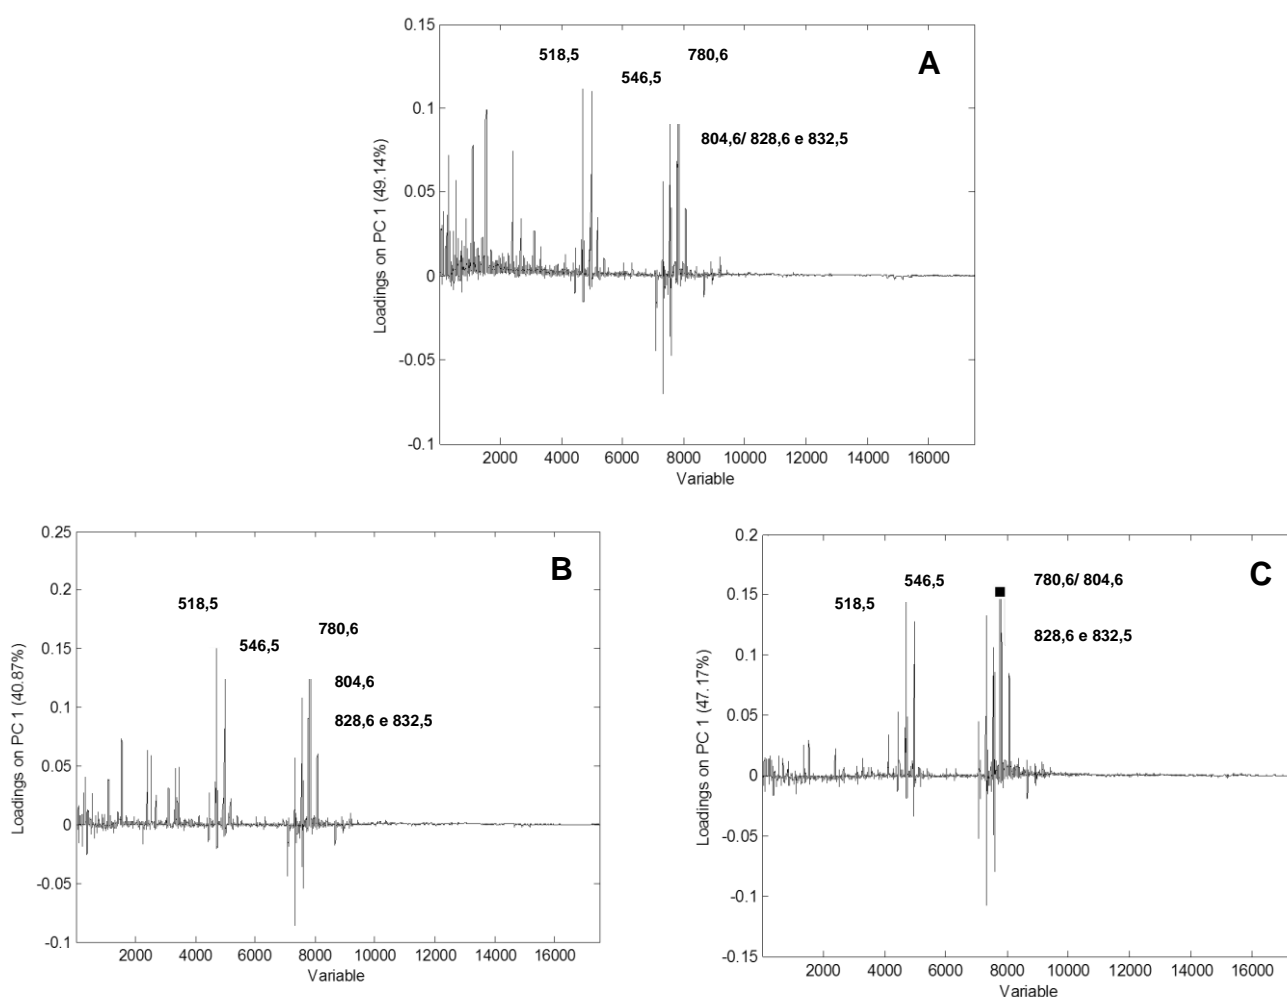 0.15
518,5
780,6
A
546,5
0.1
804,6/ 828,6 e 832,5
0.05
0
-0.05
-0.1
Loadings on PC 1 (49.14%)
2000 4000 6000 8000 10000 12000 14000 16000
Variable
0.25
B
0.2
518,5
780,6
546,5
0.15
804,6
828,6 e 832,5
0.1
0.05
0
-0.05
-0.1
Loadings on PC 1 (40.87%)
2000 4000 6000 8000 10000 12000 14000 16000
Variable
0.2
C
546,5
780,6/ 804,6
518,5
0.15
828,6 e 832,5
0.1
0.05
0
-0.05
-0.1
-0.15
Loadings on PC 1 (47.17%)
2000 4000 6000 8000 10000 12000 14000 16000
Variable